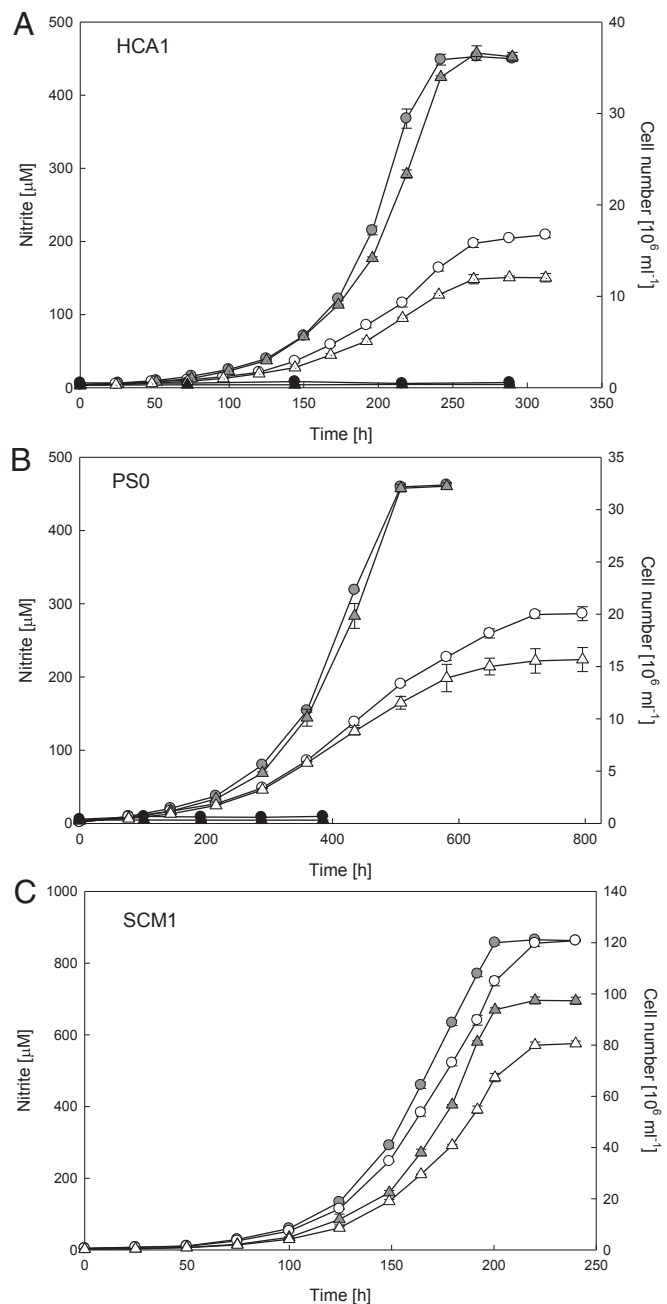 A
HCA1
500
400
300
200
100
0
Nitrite [µM]
40
30
20
10
0
Cell number [10⁶ ml⁻¹]
0 50 100 150 200 250 300 350
Time [h]
B
PS0
500
400
300
200
100
0
Nitrite [µM]
35
30
25
20
15
10
5
0
Cell number [10⁶ ml⁻¹]
0 200 400 600 800
Time [h]
C
SCM1
1000
800
600
400
200
0
Nitrite [µM]
140
120
100
80
60
40
20
0
Cell number [10⁶ ml⁻¹]
0 50 100 150 200 250
Time [h]